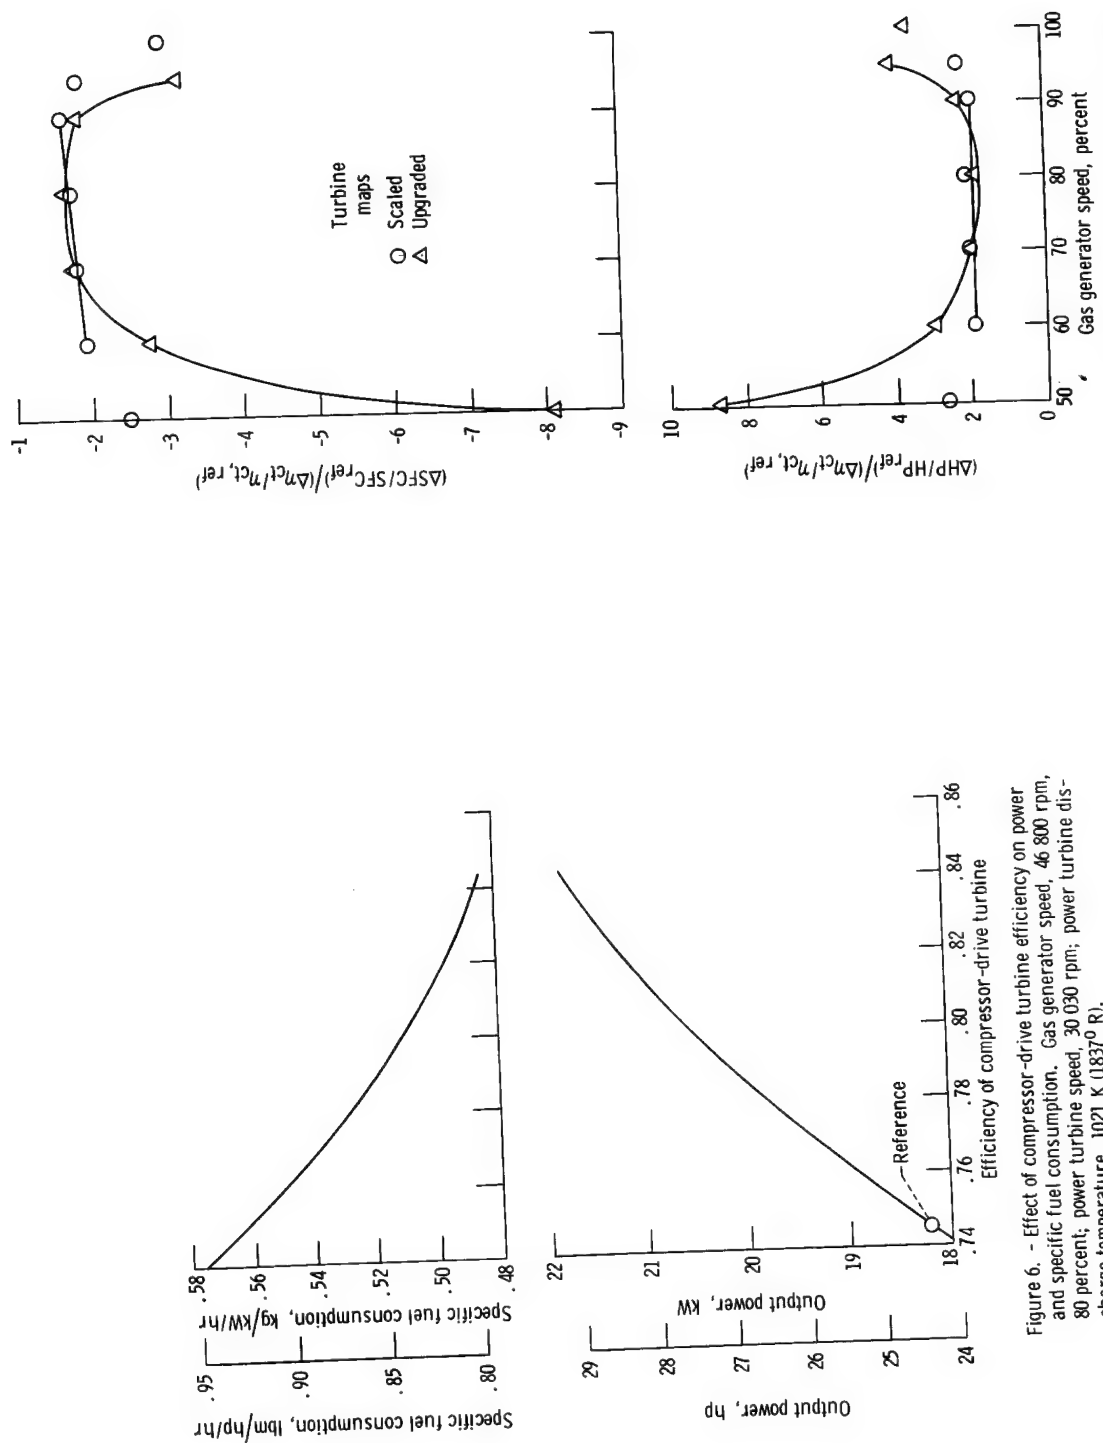 .95
.90
.85
.80
Specific fuel consumption, lbm/hp/hr
.58
.56
.54
.52
.50
.48
Specific fuel consumption, kg/kW/hr
29
28
27
26
25
24
Output power, hp
22
21
20
19
18
Output power, kW
Reference
.74
.76
.78
.80
.82
.84
.86
Efficiency of compressor-drive turbine
Figure 6. - Effect of compressor-drive turbine efficiency on power
and specific fuel consumption. Gas generator speed, 46 800 rpm,
80 percent; power turbine speed, 30 030 rpm; power turbine dis-
charge temperature, 1021 K (1837⁰ R).
-1
-2
-3
-4
-5
-6
-7
-8
-9
(ΔSFC/SFC_ref)/(Δη_ct/η_ct, ref)
Turbine
maps
Scaled
Upgraded
10
8
6
4
2
0
(ΔHP/HP_ref)/(Δη_ct/η_ct, ref)
50
60
70
80
90
100
Gas generator speed, percent